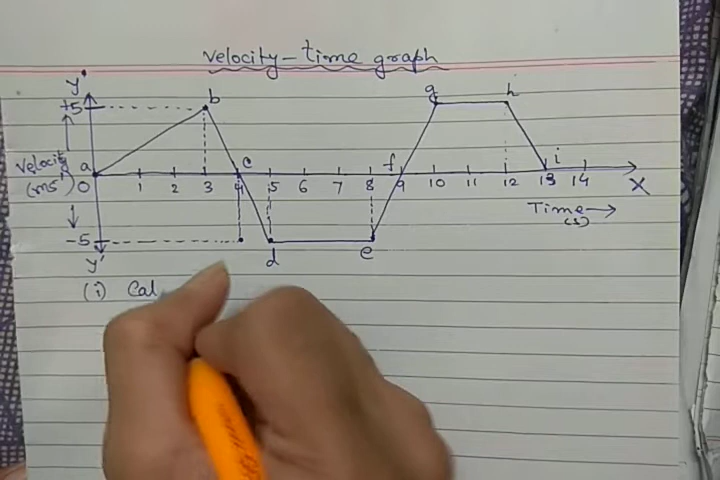 Velocity-time graph
y
+5
b
g
h
velocity
(ms⁻¹)
a
c
f
i
0 1 2 3 4 5 6 7 8 9 10 11 12 13 14
X
Time
(s)
-5
y'
d
e
(i) Cal